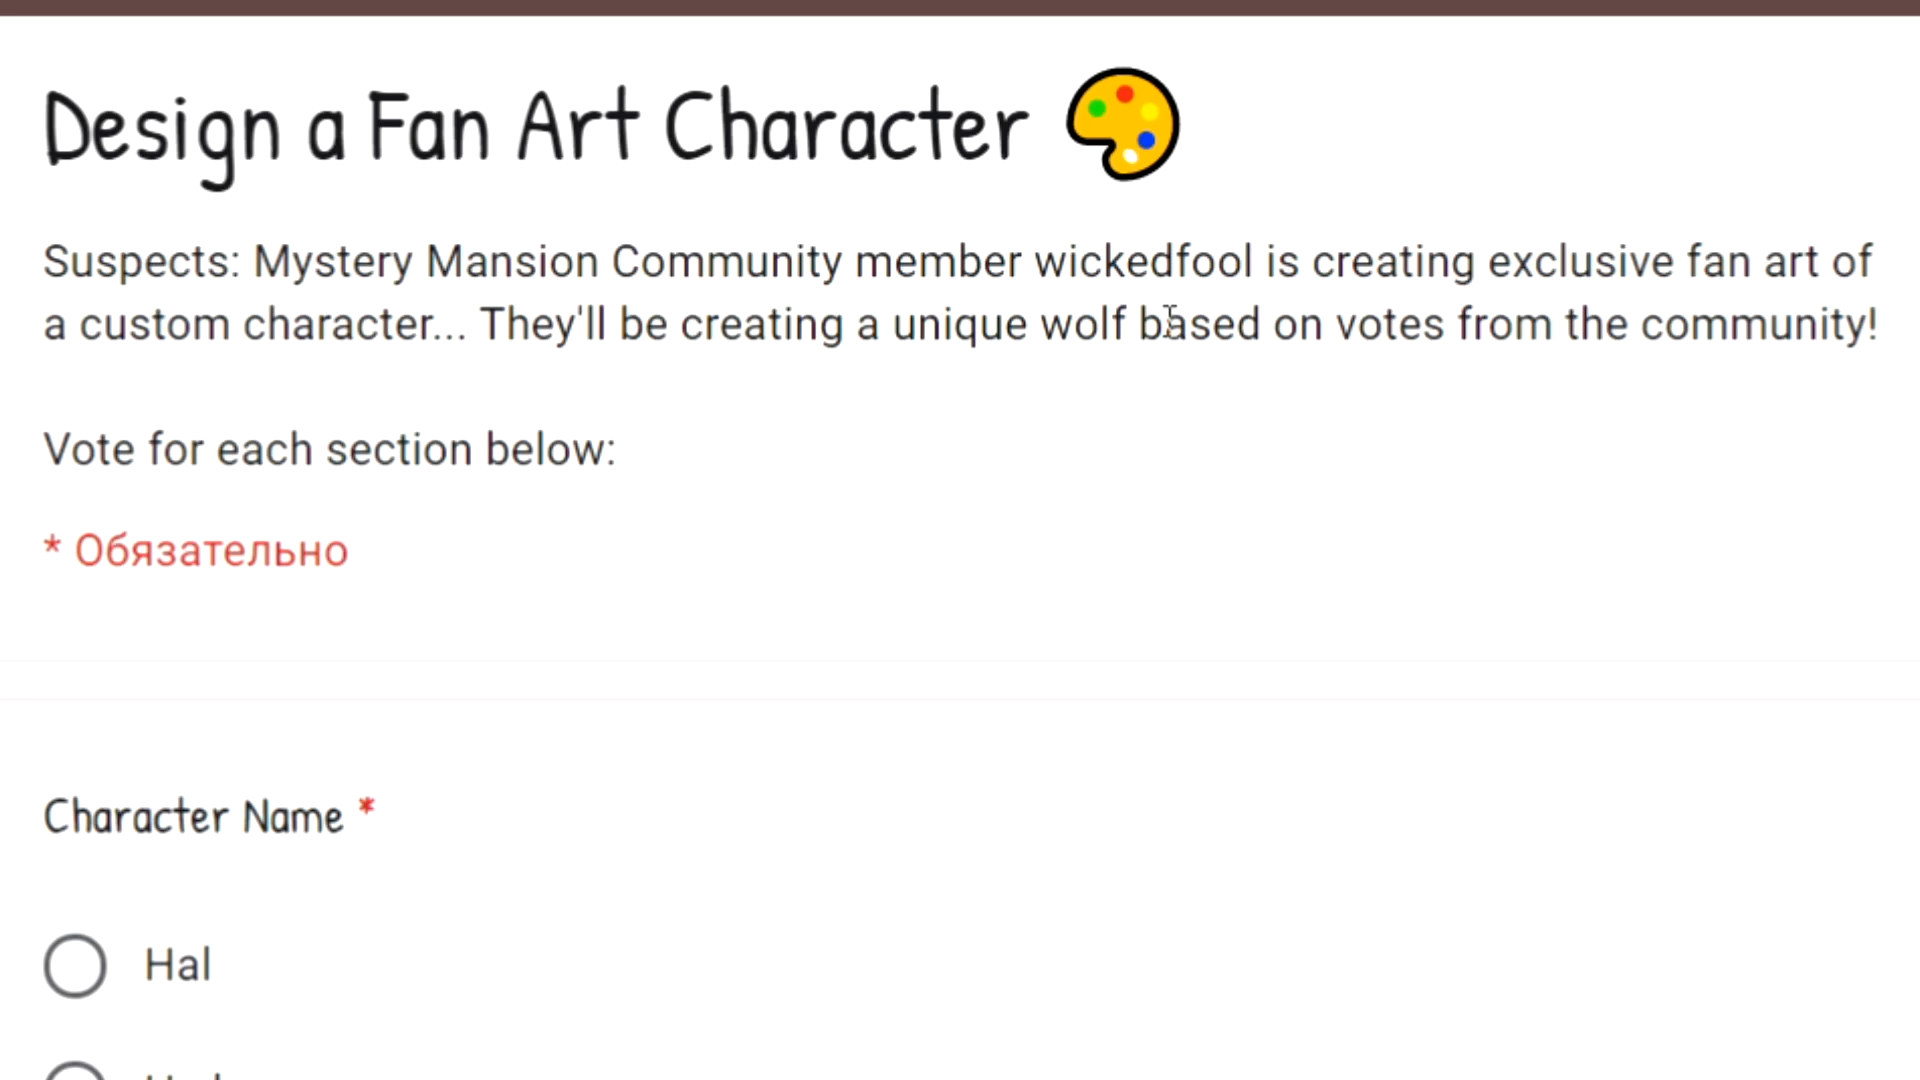 Design a Fan Art Character
Suspects: Mystery Mansion Community member wickedfool is creating exclusive fan art of
a custom character... They'll be creating a unique wolf based on votes from the community!
Vote for each section below:
* Обязательно
Character Name *
Hal